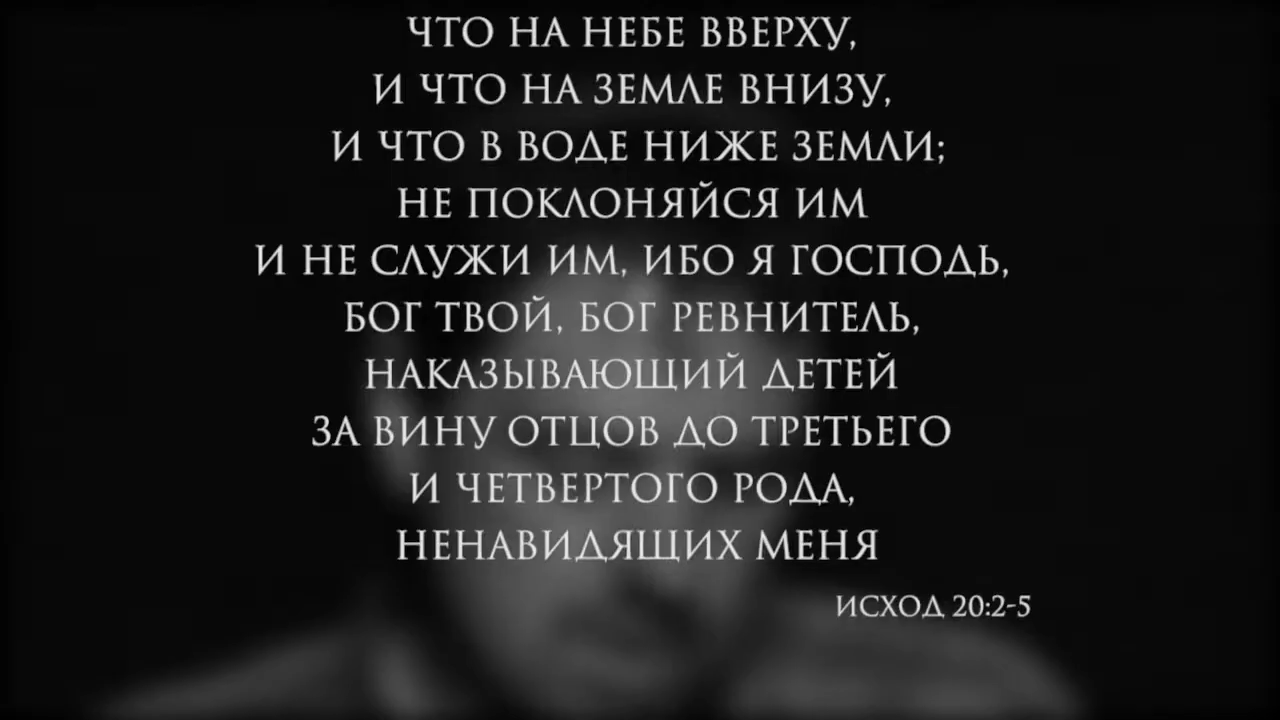 ЧТО НА НЕБЕ ВВЕРХУ,
И ЧТО НА ЗЕМЛЕ ВНИЗУ,
И ЧТО В ВОДЕ НИЖЕ ЗЕМЛИ;
НЕ ПОКЛОНЯЙСЯ ИМ
И НЕ СЛУЖИ ИМ, ИБО Я ГОСПОДЬ,
БОГ ТВОЙ, БОГ РЕВНИТЕЛЬ,
НАКАЗЫВАЮЩИЙ ДЕТЕЙ
ЗА ВИНУ ОТЦОВ ДО ТРЕТЬЕГО
И ЧЕТВЕРТОГО РОДА,
НЕНАВИДЯЩИХ МЕНЯ
ИСХОД 20:2-5